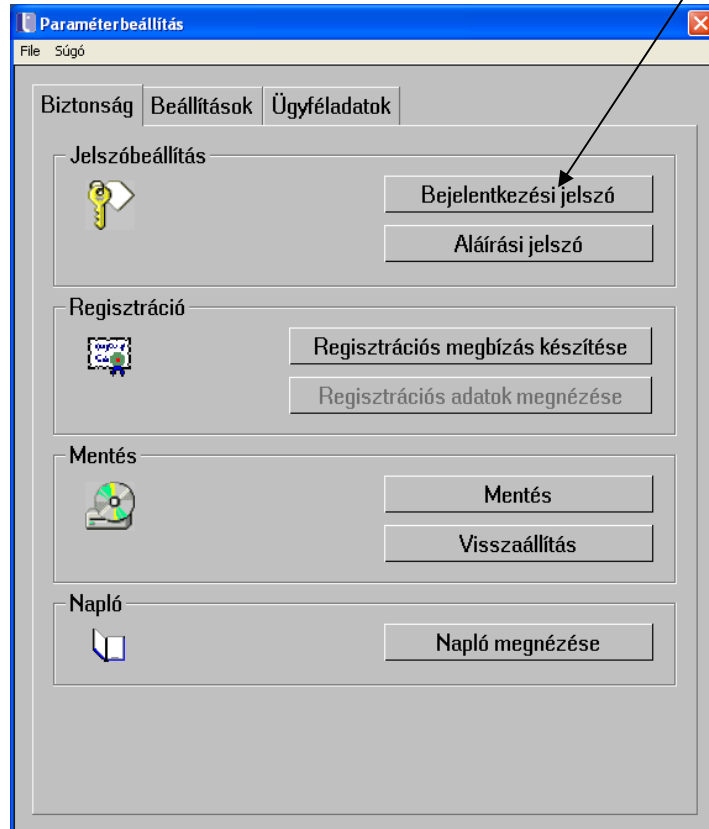 Paraméterbeállítás
File Súgó
Biztonság Beállítások Ügyféladatok
Jelszóbeállítás
Bejelentkezési jelszó
Aláírási jelszó
Regisztráció
Regisztrációs megbízás készítése
Regisztrációs adatok megnézése
Mentés
Mentés
Visszaállítás
Napló
Napló megnézése